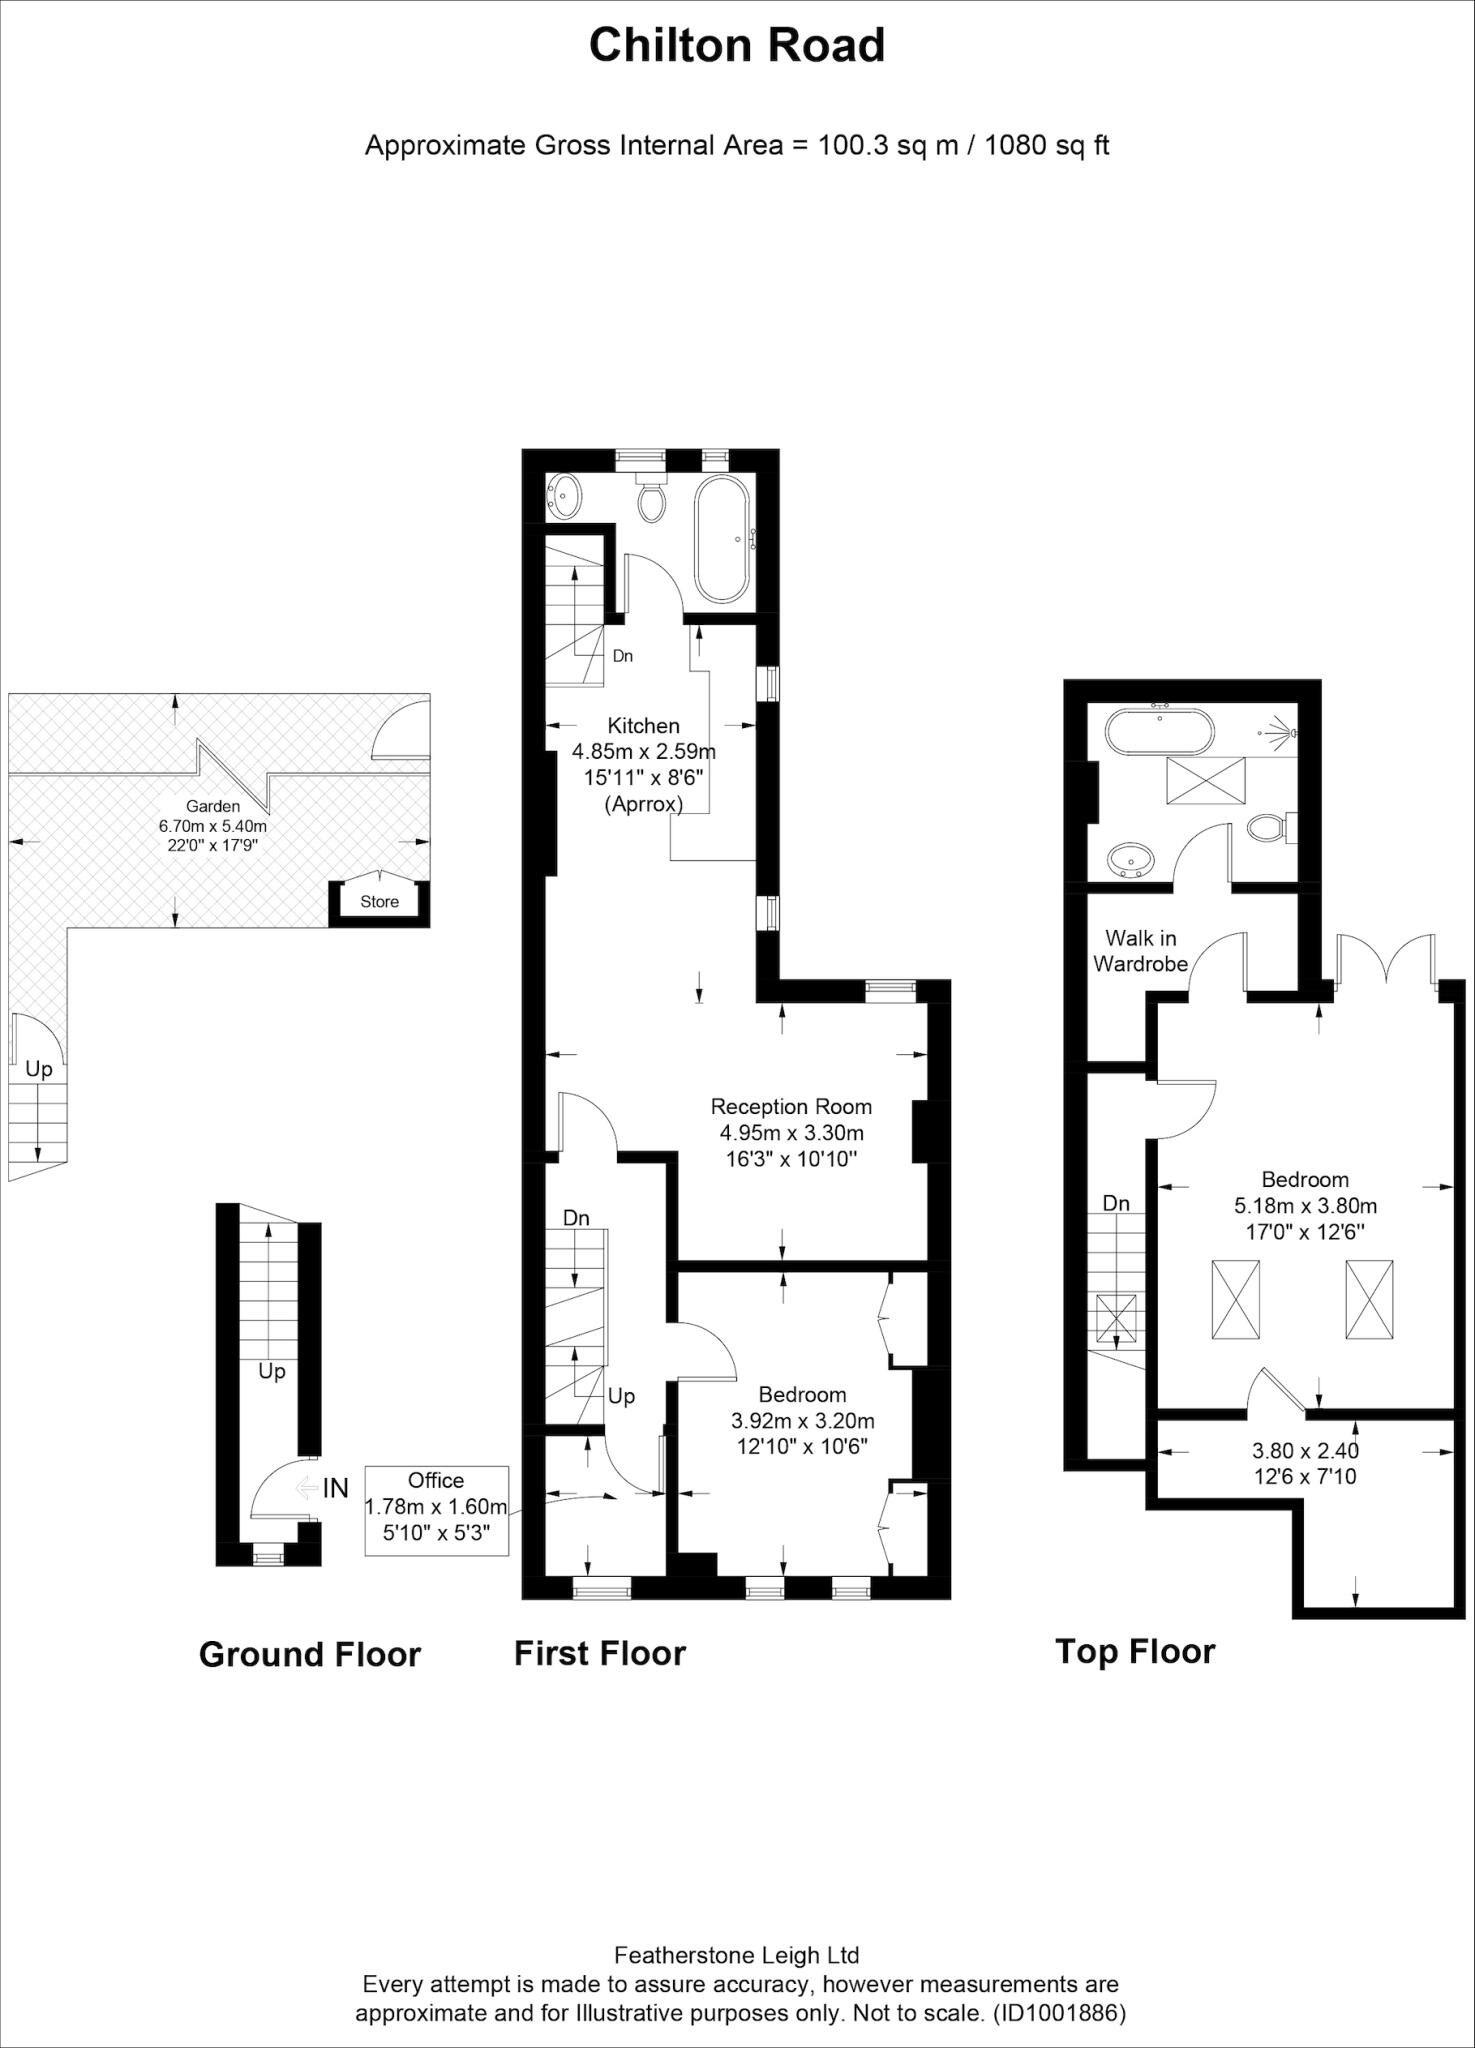 Chilton Road
Approximate Gross Internal Area = 100.3 sq m / 1080 sq ft
Garden
6.70m x 5.40m
22'0" x 17'9"
Store
Up
Up
IN
Ground Floor
Dn
Kitchen
4.85m x 2.59m
15'11" x 8'6"
(Aprrox)
Reception Room
4.95m x 3.30m
16'3" x 10'10"
Dn
Up
Bedroom
3.92m x 3.20m
12'10" x 10'6"
Office
1.78m x 1.60m
5'10" x 5'3"
First Floor
Walk in
Wardrobe
Dn
Bedroom
5.18m x 3.80m
17'0" x 12'6"
3.80 x 2.40
12'6 x 7'10
Top Floor
Featherstone Leigh Ltd
Every attempt is made to assure accuracy, however measurements are
approximate and for Illustrative purposes only. Not to scale. (ID1001886)